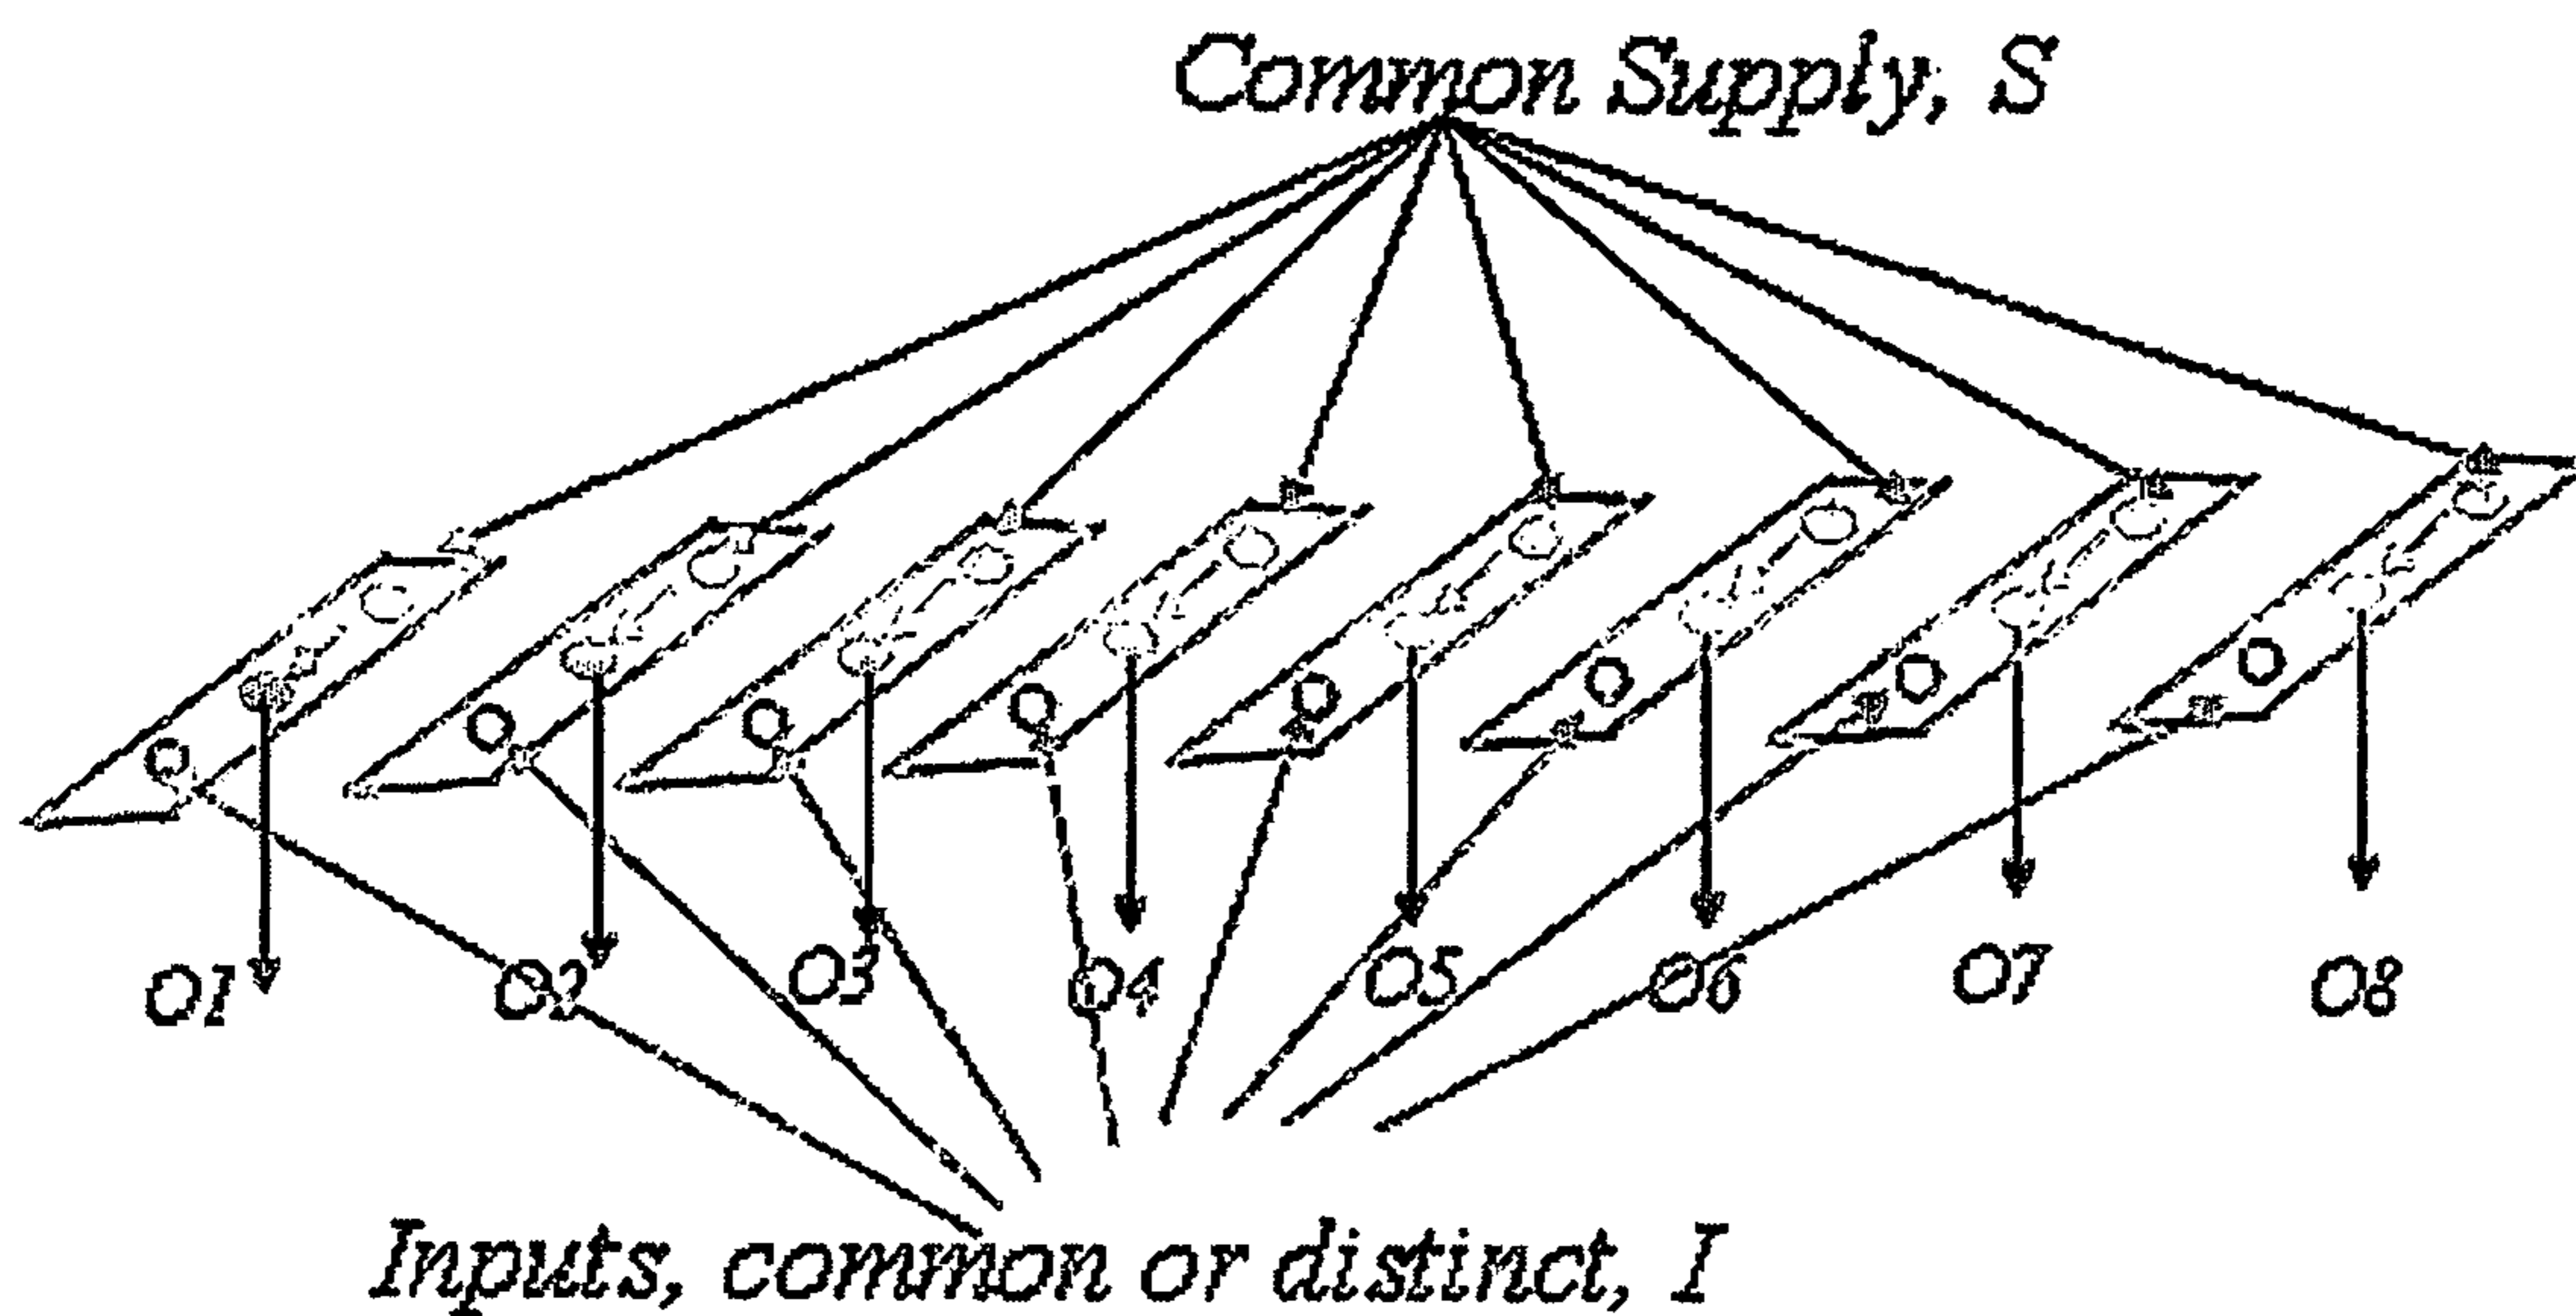 Common Supply, S
O1 O2 O3 O4 O5 O6 O7 O8
Inputs, common or distinct, I